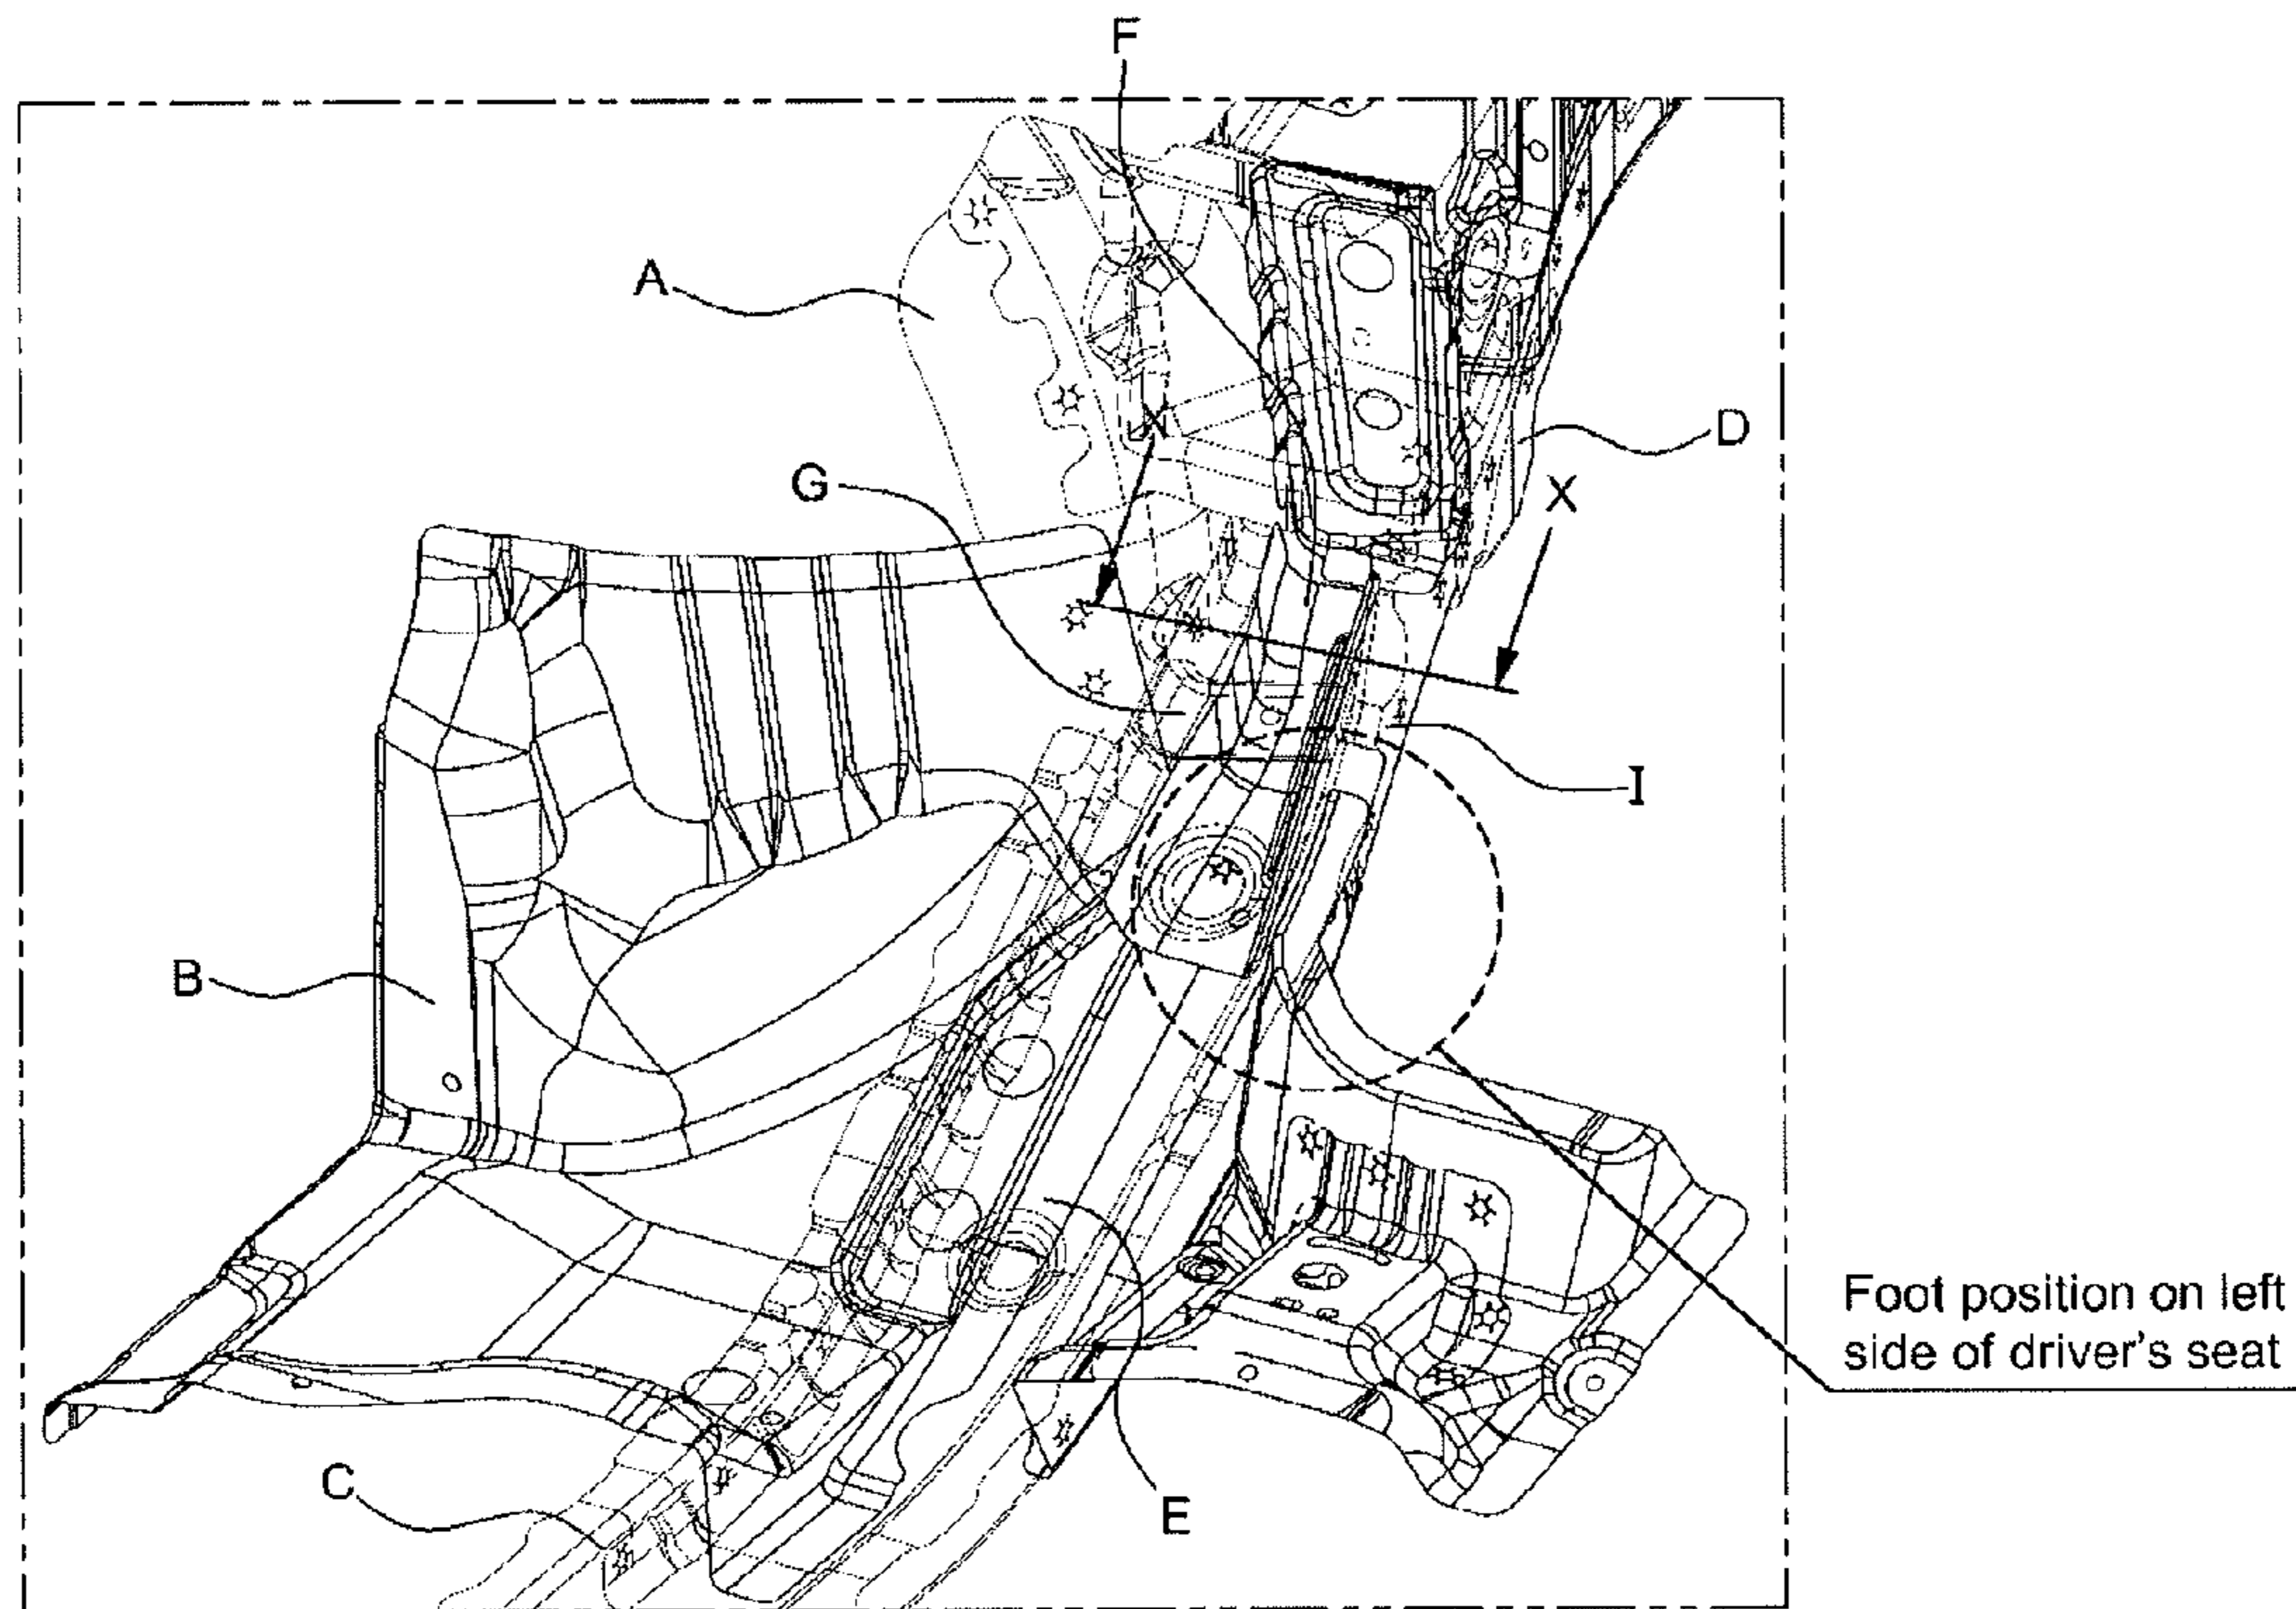 F
A
D
G
X
X
I
B
Foot position on left
side of driver's seat
C
E